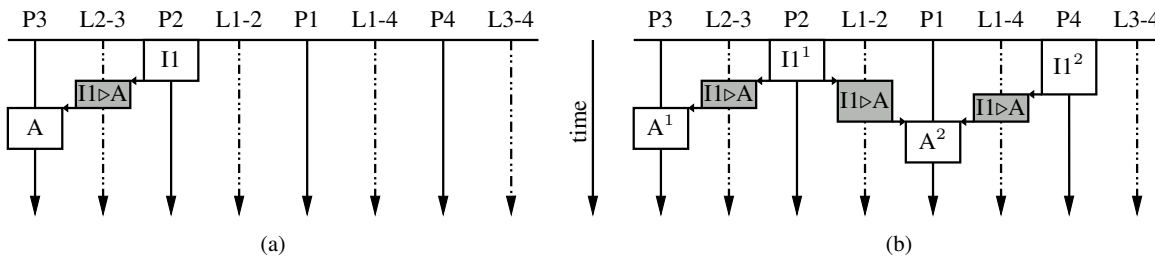 P3 L2-3 P2 L1-2 P1 L1-4 P4 L3-4
I1
I1▷A
A
(a)
time
P3 L2-3 P2 L1-2 P1 L1-4 P4 L3-4
I1¹ I1²
I1▷A I1▷A I1▷A
A¹ A²
(b)